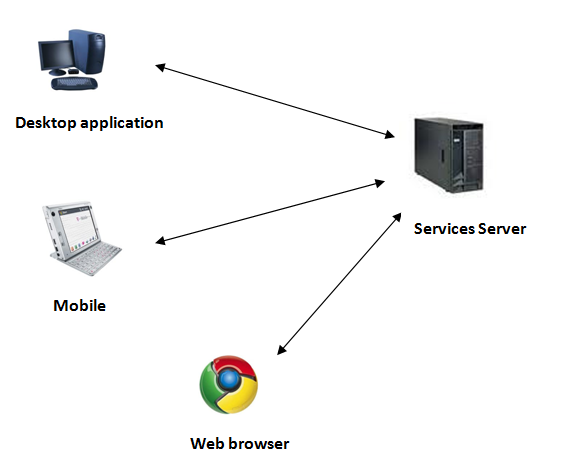 Desktop application
Services Server
Mobile
Web browser